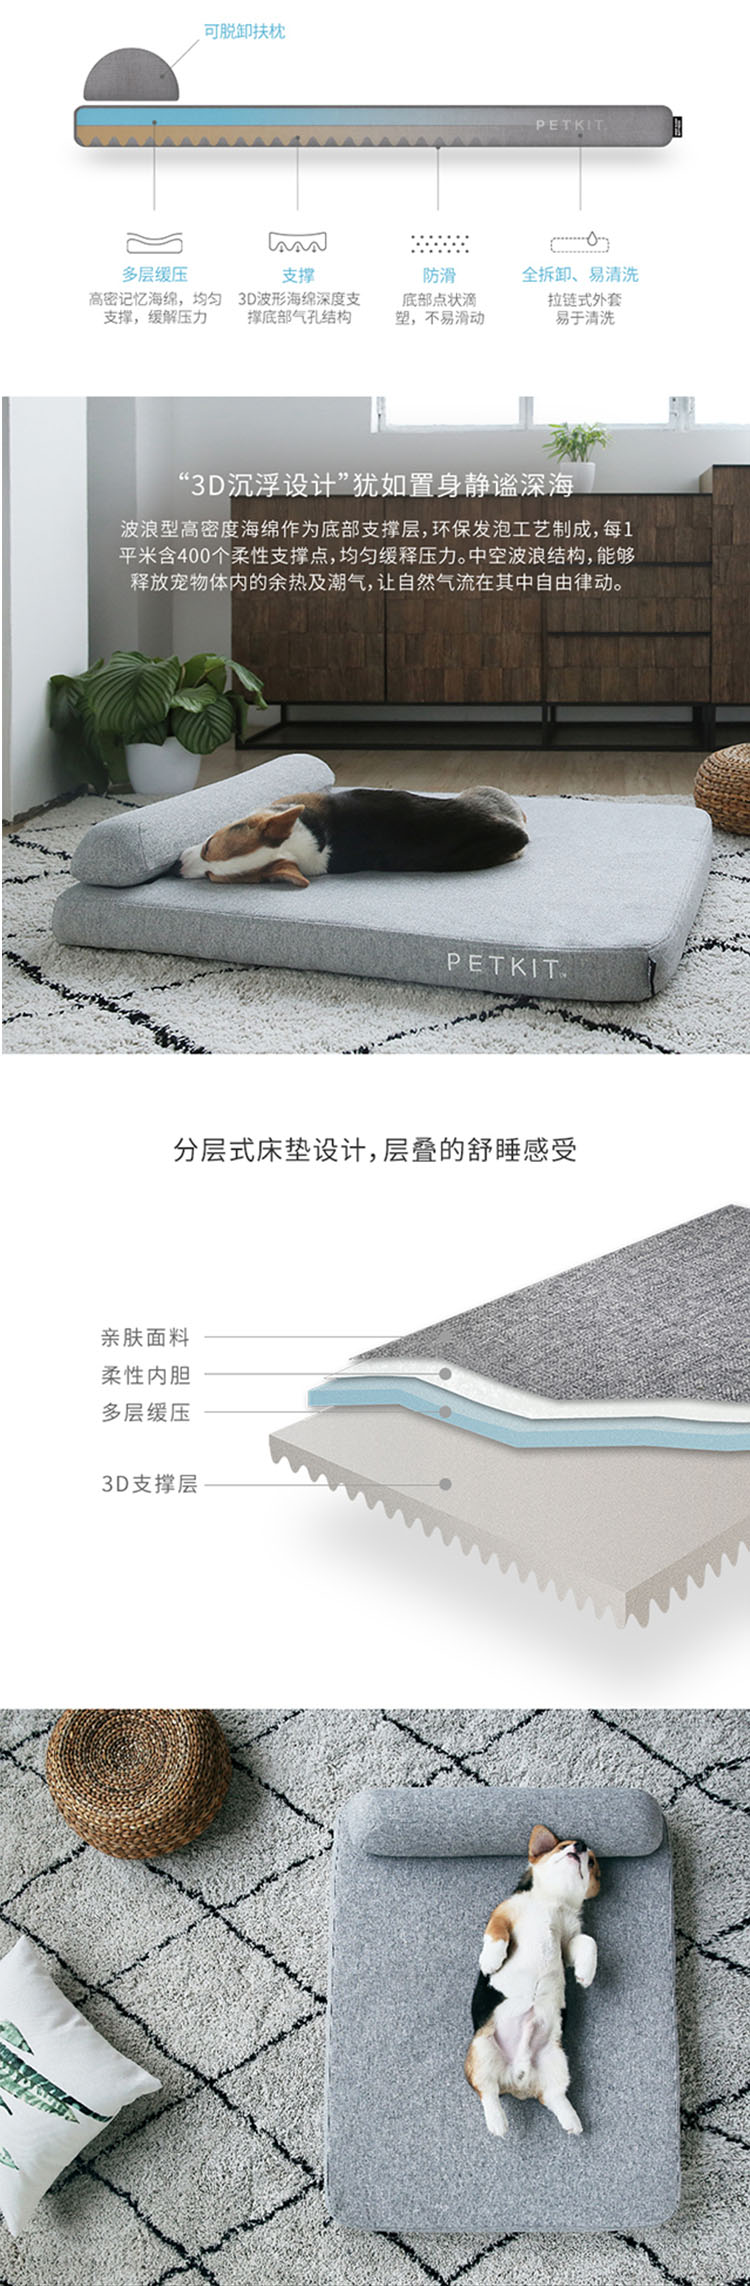 可脱卸扶枕
PETKIT
多层缓压
高密记忆海绵，均匀
支撑，缓解压力
支撑
3D波形海绵深度支
撑底部气孔结构
防滑
底部点状滴
塑，不易滑动
全拆卸、易清洗
拉链式外套
易于清洗
“3D沉浮设计”犹如置身静谧深海
波浪型高密度海绵作为底部支撑层，环保发泡工艺制成，每1
平米含400个柔性支撑点，均匀缓释压力。中空波浪结构，能够
释放宠物体内的余热及潮气，让自然气流在其中自由律动。
PETKIT™
分层式床垫设计，层叠的舒睡感受
亲肤面料
柔性内胆
多层缓压
3D支撑层